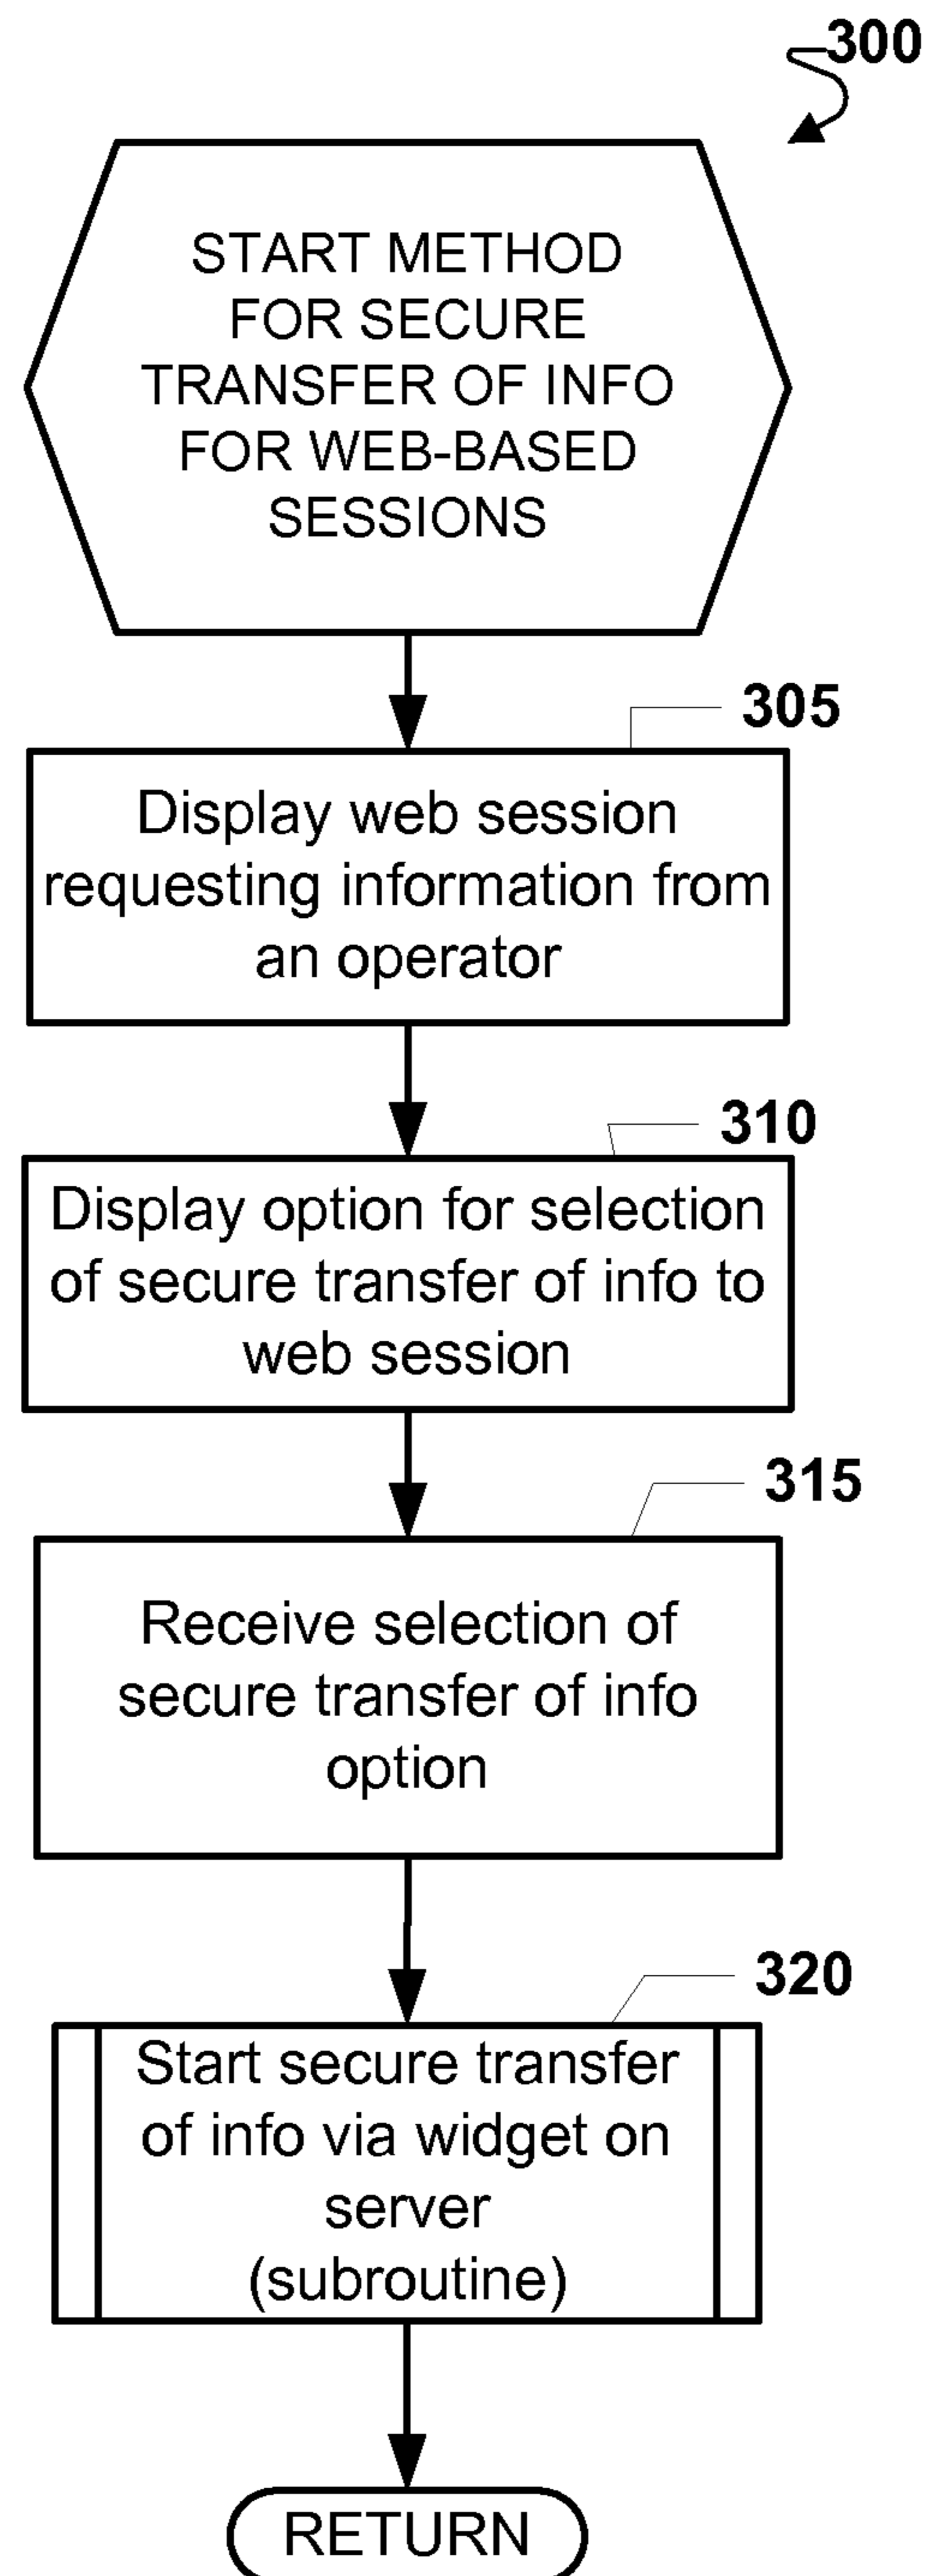 300
START METHOD
FOR SECURE
TRANSFER OF INFO
FOR WEB-BASED
SESSIONS
305
Display web session
requesting information from
an operator
310
Display option for selection
of secure transfer of info to
web session
315
Receive selection of
secure transfer of info
option
320
Start secure transfer
of info via widget on
server
(subroutine)
RETURN